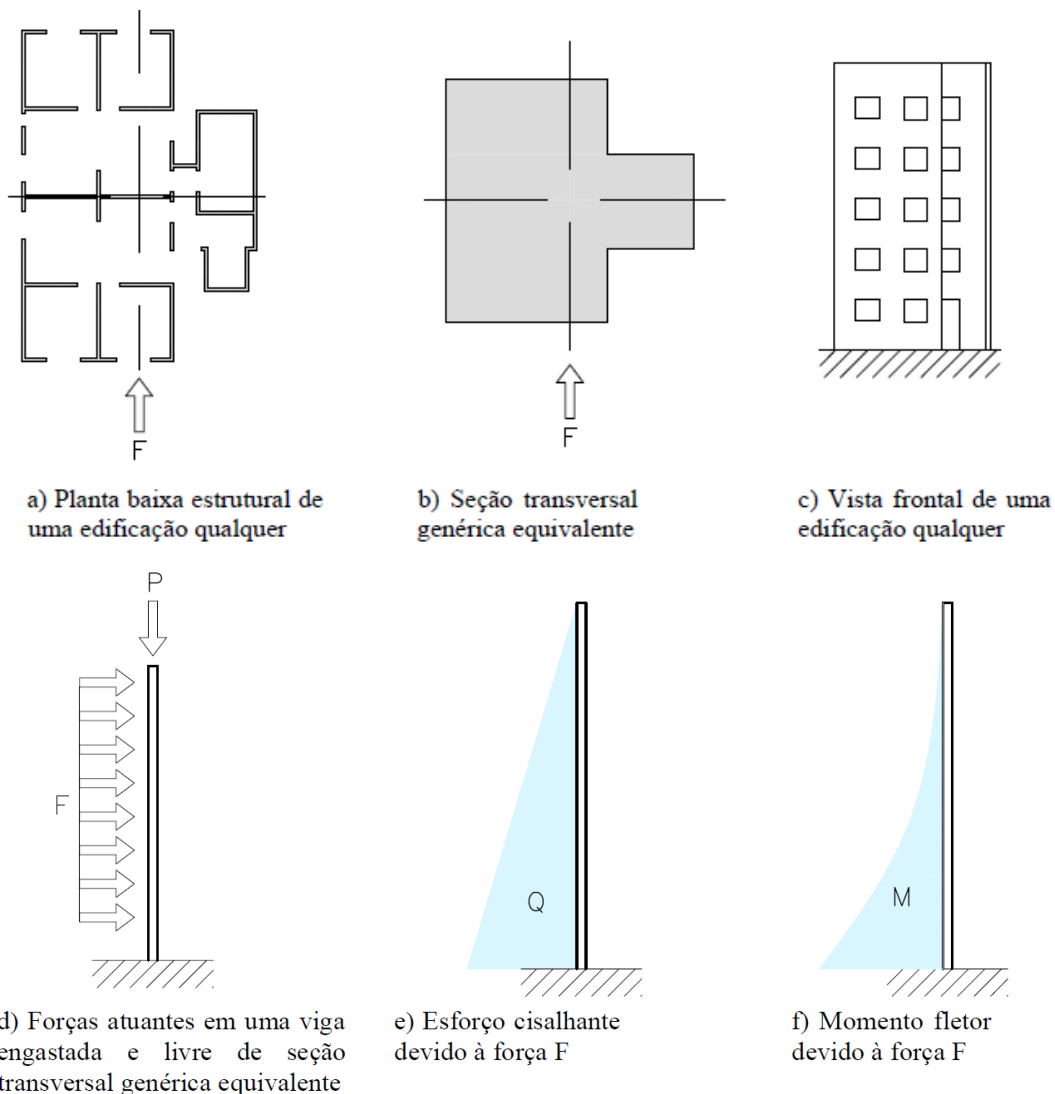 F
F
a) Planta baixa estrutural de
uma edificação qualquer
b) Seção transversal
genérica equivalente
c) Vista frontal de uma
edificação qualquer
P
F
Q
M
d) Forças atuantes em uma viga
engastada e livre de seção
transversal genérica equivalente
e) Esforço cisalhante
devido à força F
f) Momento fletor
devido à força F